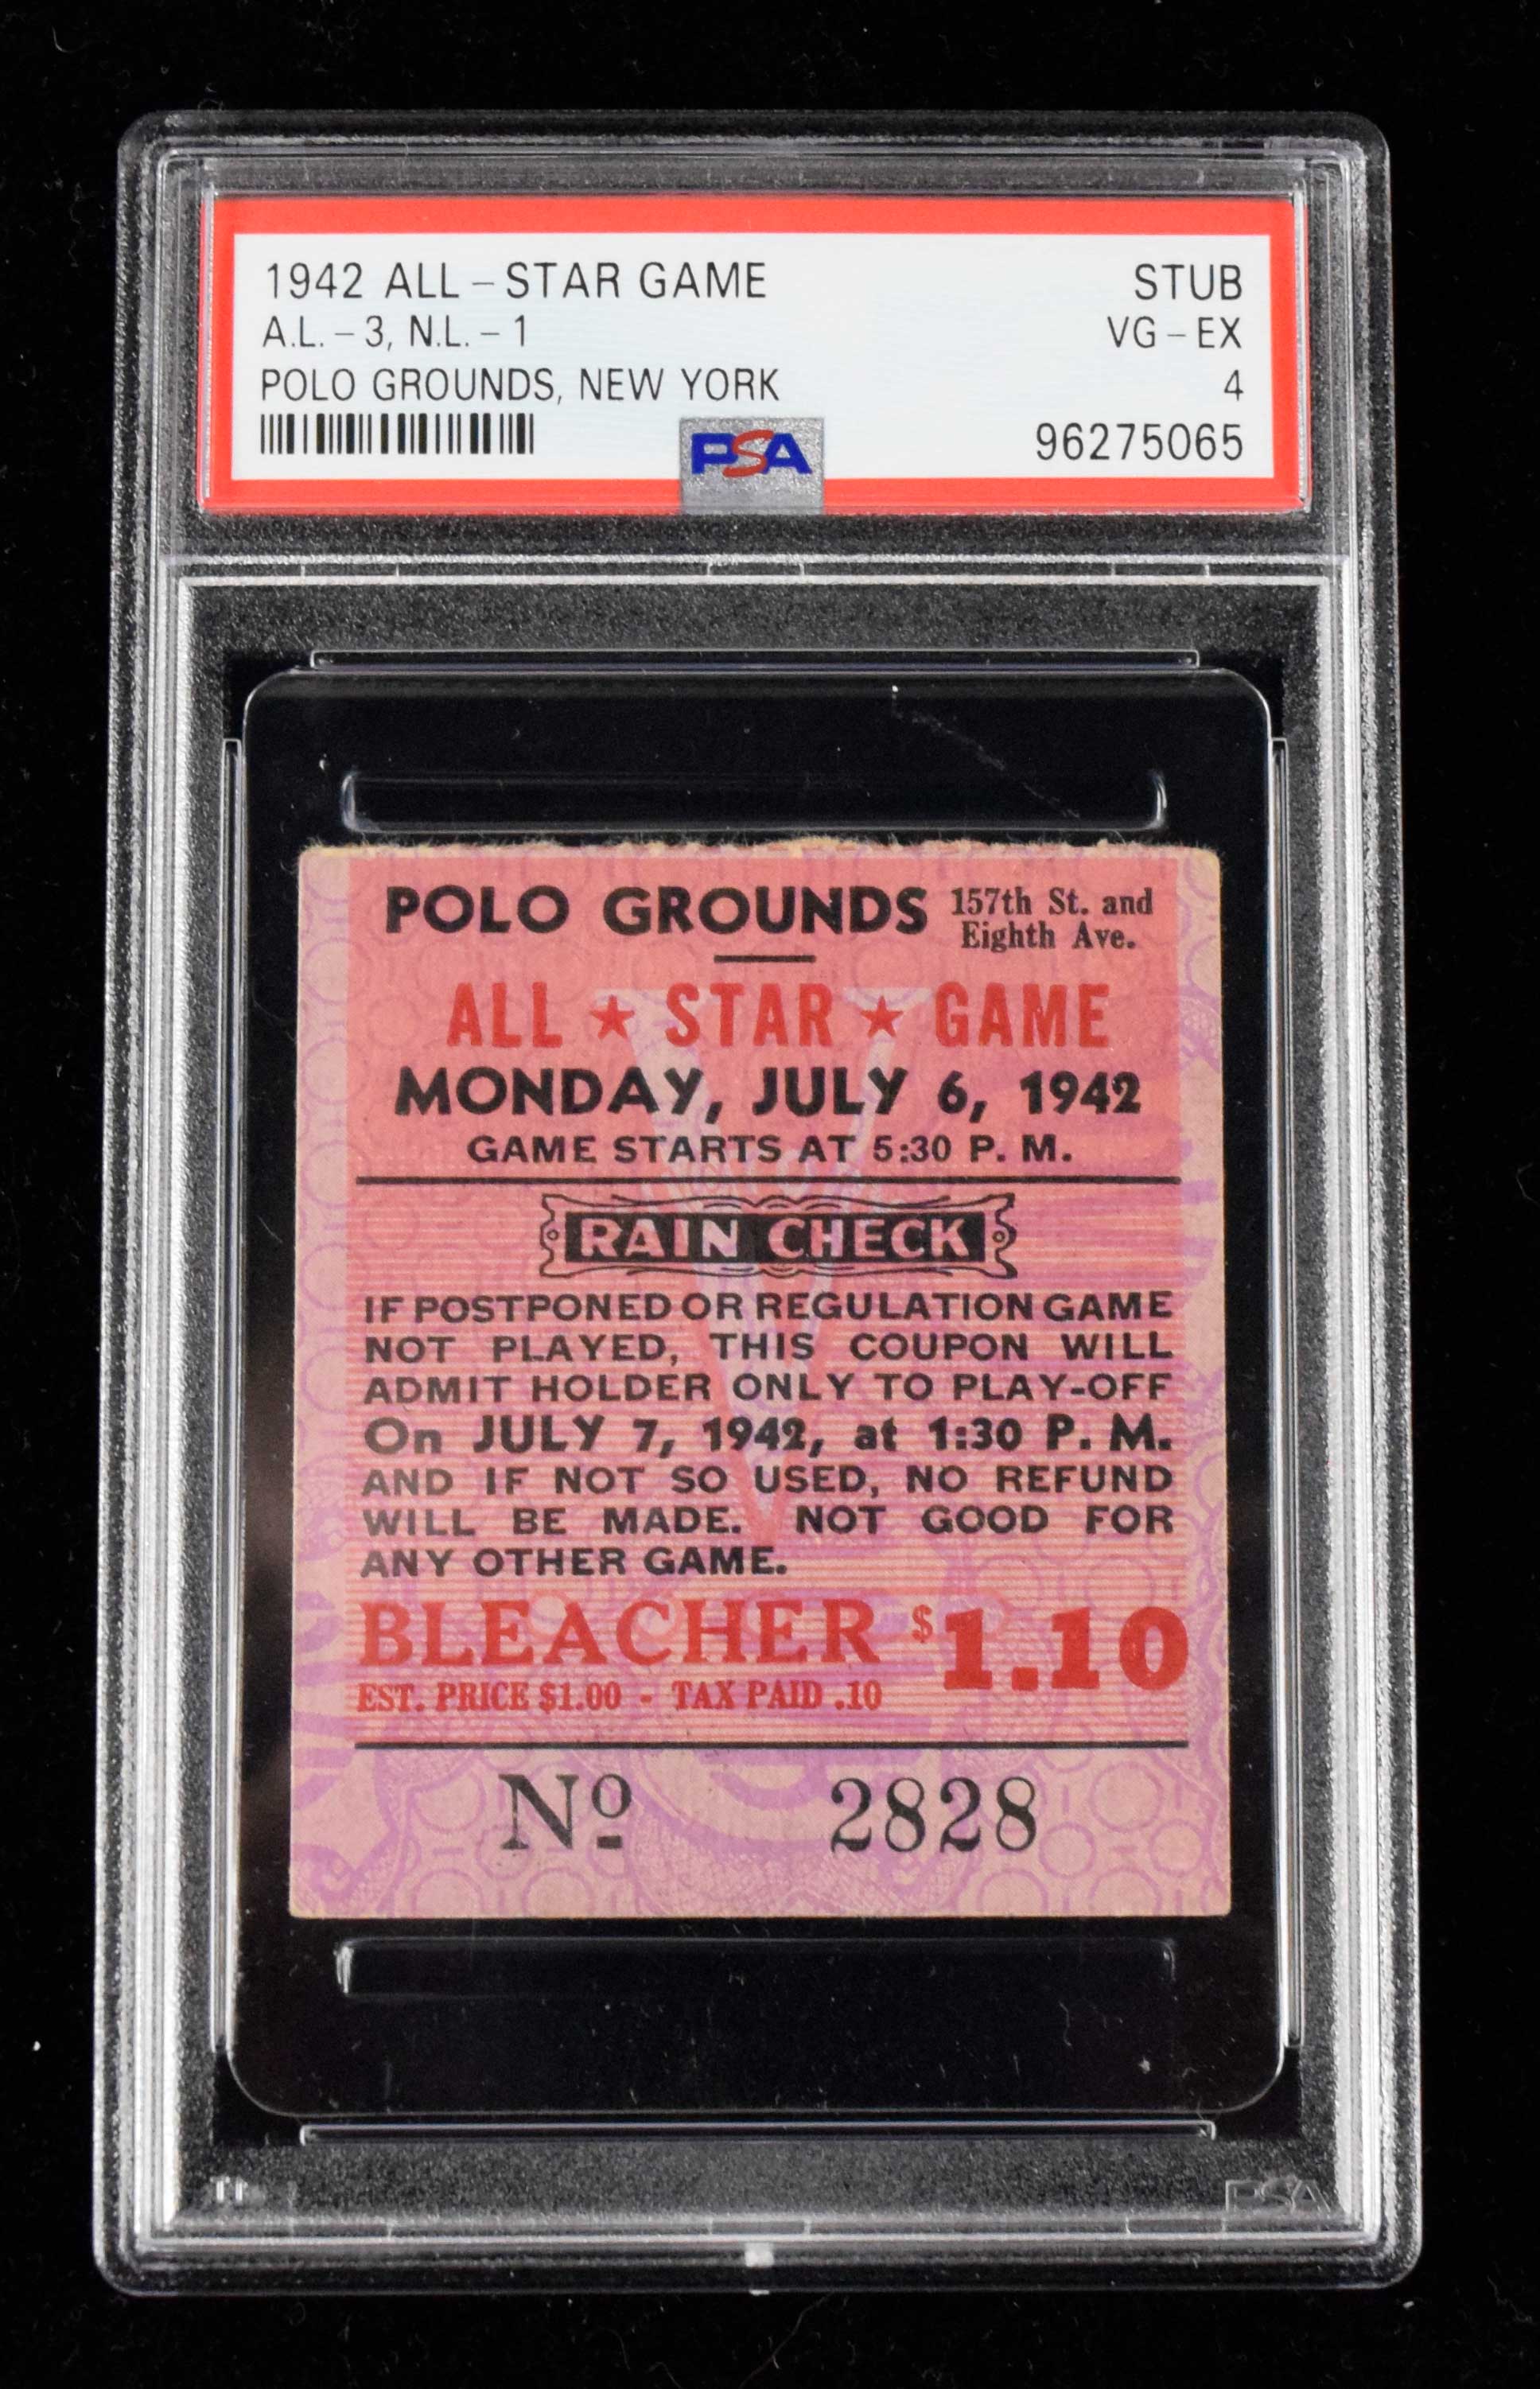 1942 ALL-STAR GAME STUB
A.L.-3, N.L.-1 VG-EX
POLO GROUNDS, NEW YORK 4
PSA 96275065
POLO GROUNDS 157th St. and
Eighth Ave.
ALL ★ STAR ★ GAME
MONDAY, JULY 6, 1942
GAME STARTS AT 5:30 P. M.
RAIN CHECK
IF POSTPONED OR REGULATION GAME
NOT PLAYED, THIS COUPON WILL
ADMIT HOLDER ONLY TO PLAY-OFF
On JULY 7, 1942, at 1:30 P. M.
AND IF NOT SO USED, NO REFUND
WILL BE MADE. NOT GOOD FOR
ANY OTHER GAME.
BLEACHER $1.10
EST. PRICE $1.00 - TAX PAID .10
Nº 2828
PSA